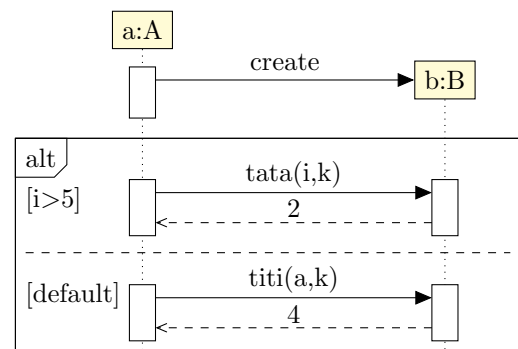 a:A
create
b:B
alt
tata(i,k)
[i>5]
2
titi(a,k)
[default]
4